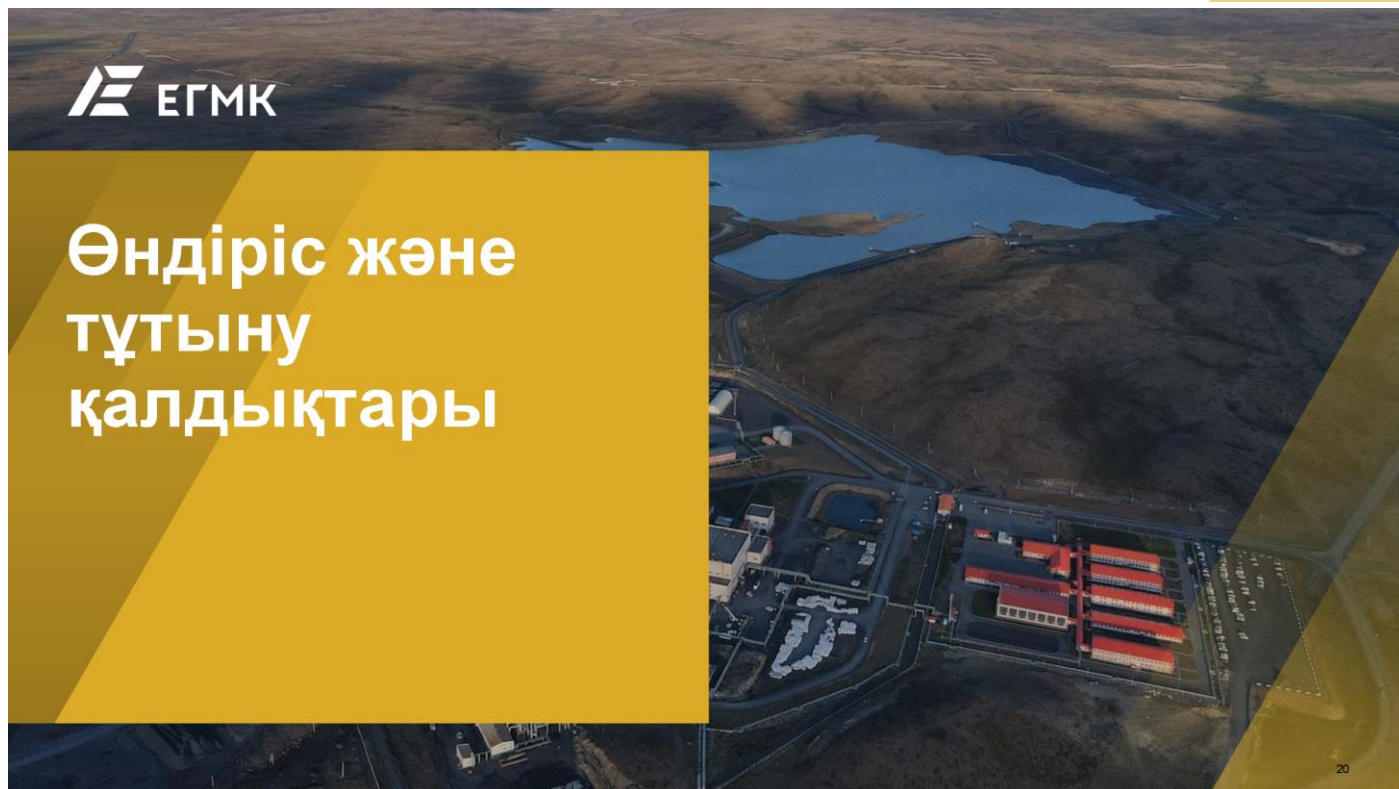 ЕГМК
Өндіріс және
тұтыну
қалдықтары
20